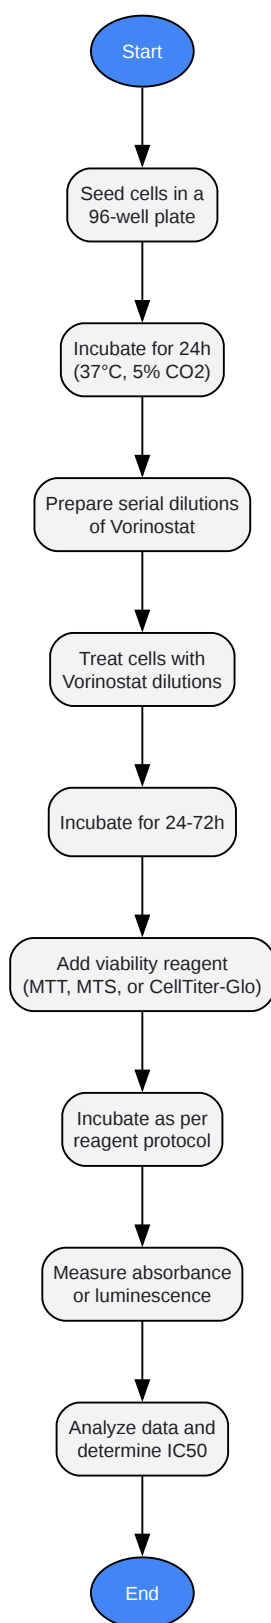 Start
Seed cells in a
96-well plate
Incubate for 24h
(37°C, 5% CO2)
Prepare serial dilutions
of Vorinostat
Treat cells with
Vorinostat dilutions
Incubate for 24-72h
Add viability reagent
(MTT, MTS, or CellTiter-Glo)
Incubate as per
reagent protocol
Measure absorbance
or luminescence
Analyze data and
determine IC50
End